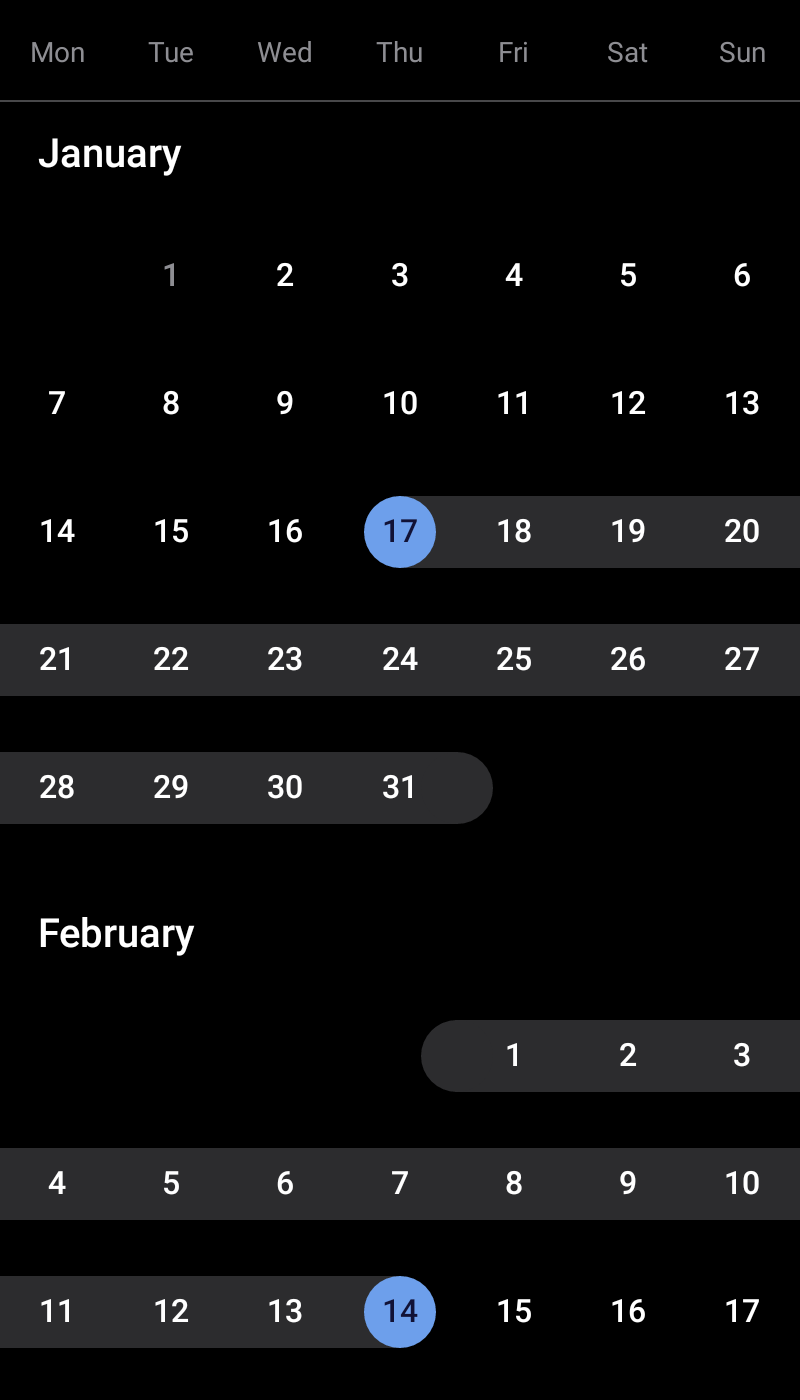 Mon Tue Wed Thu Fri Sat Sun
January
1 2 3 4 5 6
7 8 9 10 11 12 13
14 15 16 17 18 19 20
21 22 23 24 25 26 27
28 29 30 31
February
1 2 3
4 5 6 7 8 9 10
11 12 13 14 15 16 17